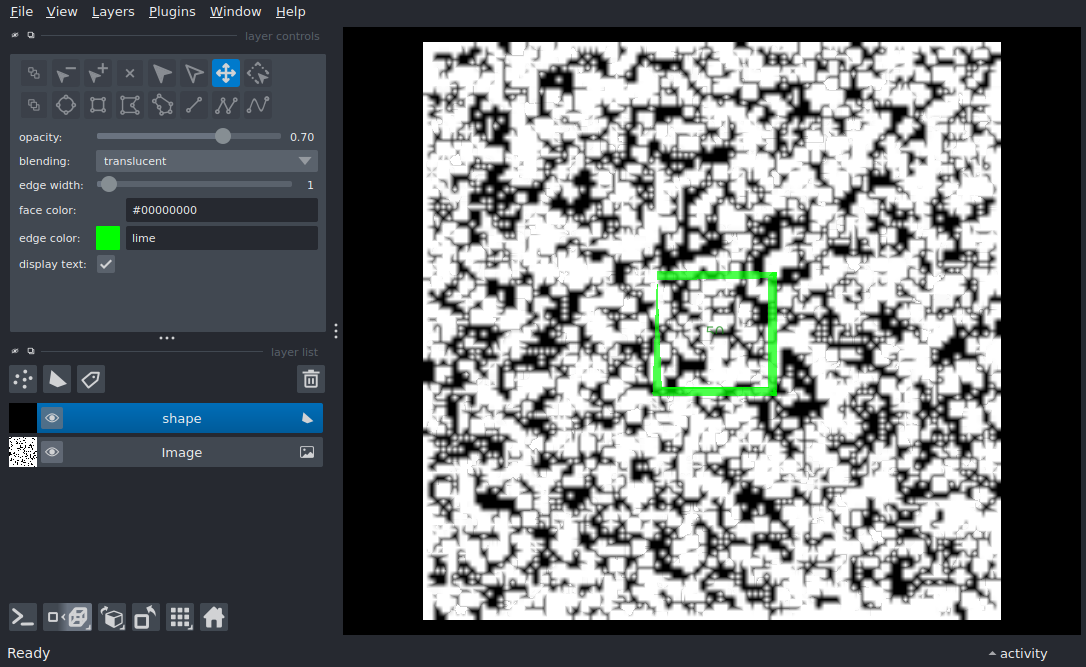 File View Layers Plugins Window Help
layer controls
opacity: 0.70
blending: translucent
edge width: 1
face color: #00000000
edge color: lime
display text:
layer list
shape
Image
Ready
activity